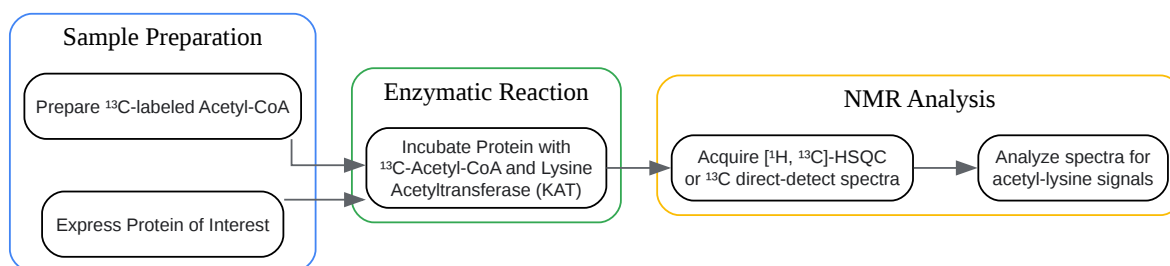 Sample Preparation
Prepare ¹³C-labeled Acetyl-CoA
Express Protein of Interest
Enzymatic Reaction
Incubate Protein with
¹³C-Acetyl-CoA and Lysine
Acetyltransferase (KAT)
NMR Analysis
Acquire [¹H, ¹³C]-HSQC
or ¹³C direct-detect spectra
Analyze spectra for
acetyl-lysine signals